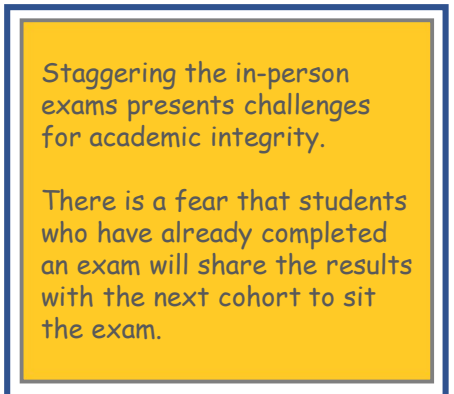 Staggering the in-person
exams presents challenges
for academic integrity.
There is a fear that students
who have already completed
an exam will share the results
with the next cohort to sit
the exam.